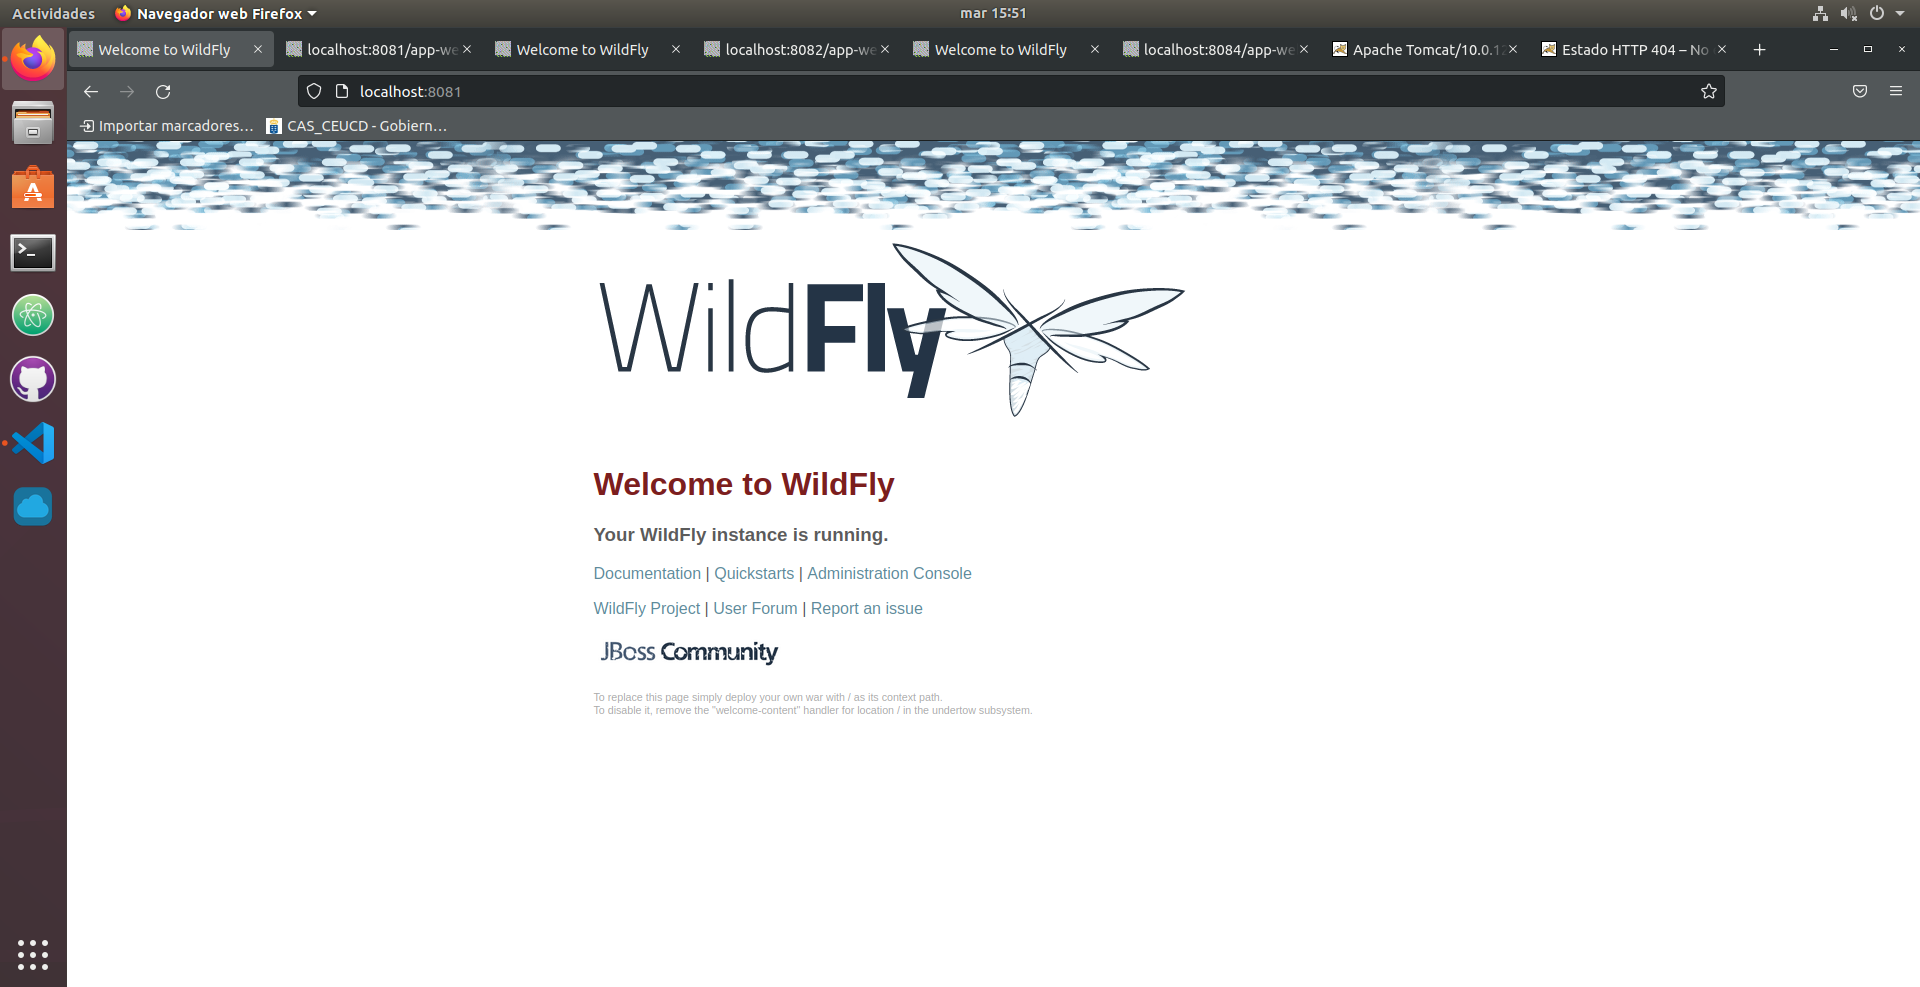 Actividades Navegador web Firefox mar 15:51
Welcome to WildFly localhost:8081/app-we Welcome to WildFly localhost:8082/app-we Welcome to WildFly localhost:8084/app-we Apache Tomcat/10.0.12 Estado HTTP 404 – No
localhost:8081
Importar marcadores… CAS_CEUCD - Gobiern…
WildFly
Welcome to WildFly
Your WildFly instance is running.
Documentation | Quickstarts | Administration Console
WildFly Project | User Forum | Report an issue
JBoss Community
To replace this page simply deploy your own war with / as its context path.
To disable it, remove the "welcome-content" handler for location / in the undertow subsystem.